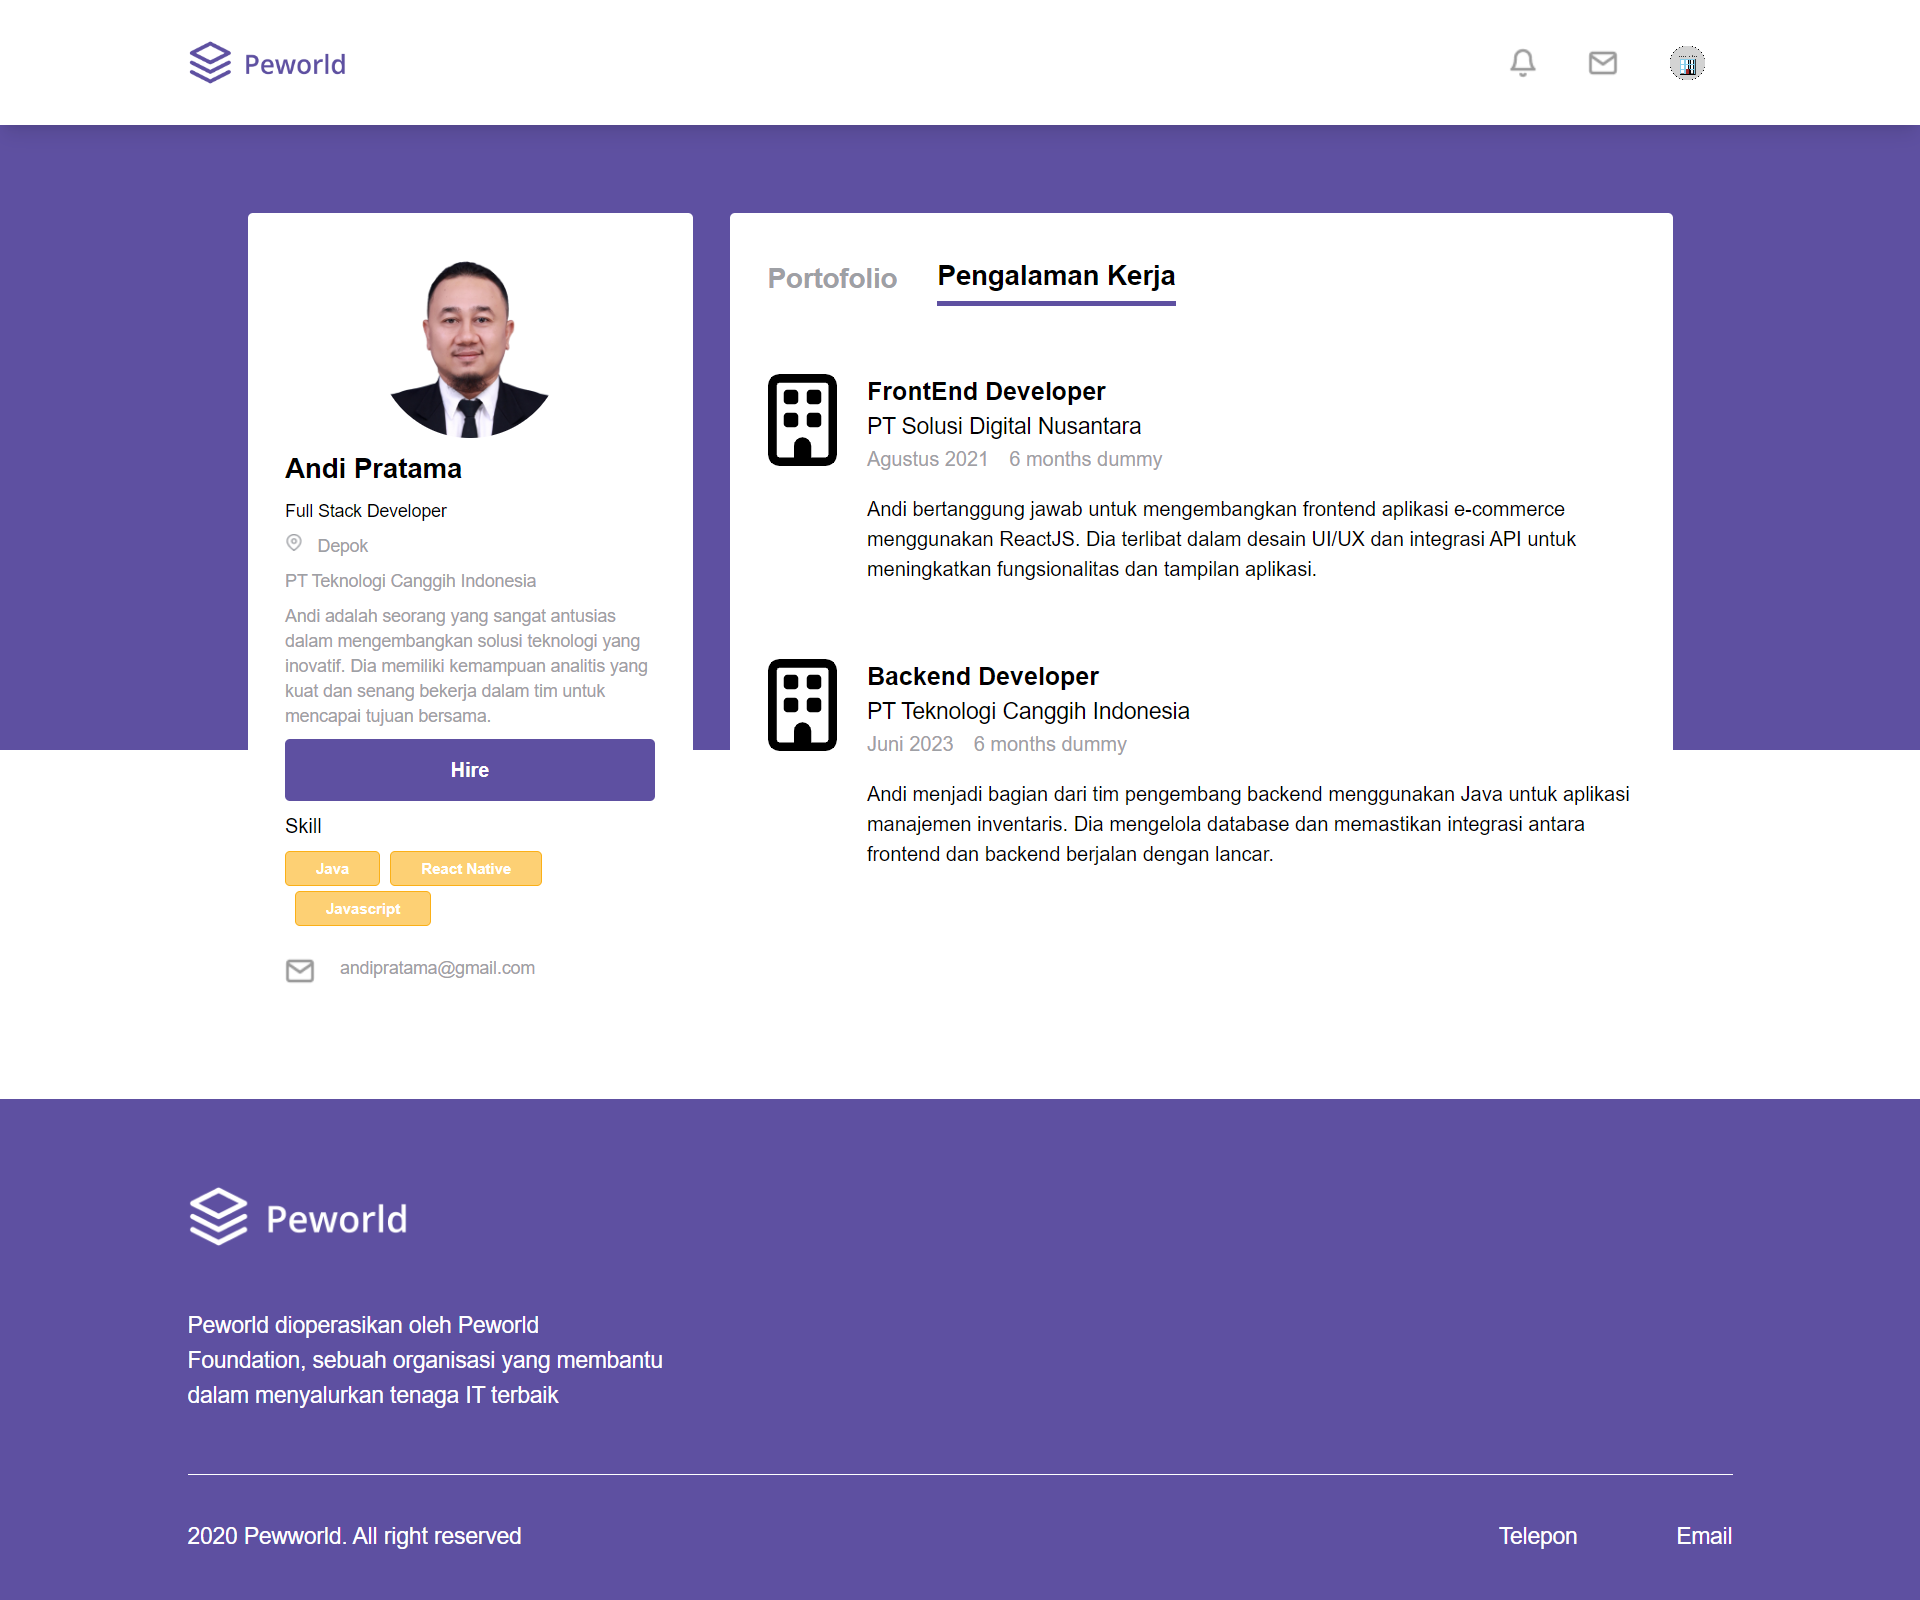 Peworld
Andi Pratama
Full Stack Developer
Depok
PT Teknologi Canggih Indonesia
Andi adalah seorang yang sangat antusias
dalam mengembangkan solusi teknologi yang
inovatif. Dia memiliki kemampuan analitis yang
kuat dan senang bekerja dalam tim untuk
mencapai tujuan bersama.
Hire
Skill
Java
React Native
Javascript
andipratama@gmail.com
Portofolio
Pengalaman Kerja
FrontEnd Developer
PT Solusi Digital Nusantara
Agustus 2021 6 months dummy
Andi bertanggung jawab untuk mengembangkan frontend aplikasi e-commerce
menggunakan ReactJS. Dia terlibat dalam desain UI/UX dan integrasi API untuk
meningkatkan fungsionalitas dan tampilan aplikasi.
Backend Developer
PT Teknologi Canggih Indonesia
Juni 2023 6 months dummy
Andi menjadi bagian dari tim pengembang backend menggunakan Java untuk aplikasi
manajemen inventaris. Dia mengelola database dan memastikan integrasi antara
frontend dan backend berjalan dengan lancar.
Peworld
Peworld dioperasikan oleh Peworld
Foundation, sebuah organisasi yang membantu
dalam menyalurkan tenaga IT terbaik
2020 Pewworld. All right reserved
Telepon
Email